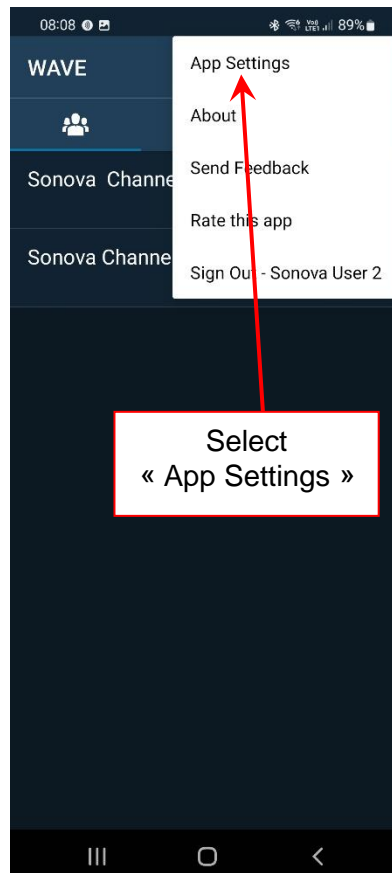 08:08 89%
WAVE
App Settings
About
Sonova Channe
Send Feedback
Rate this app
Sonova Channe
Sign Out - Sonova User 2
Select
« App Settings »